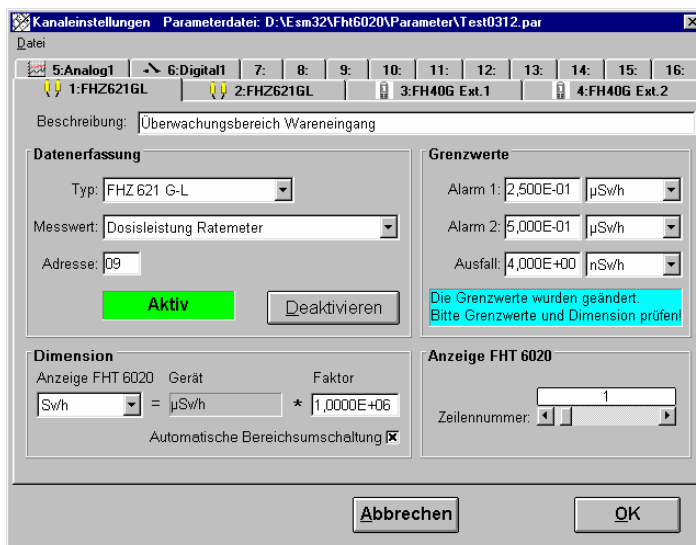 Kanaleinstellungen Parameterdatei: D:\Esm32\Fht6020\Parameter\Test0312.par
Datei
5:Analog1 6:Digital1 7: 8: 9: 10: 11: 12: 13: 14: 15: 16:
1:FHZ621GL 2:FHZ621GL 3:FH40G Ext.1 4:FH40G Ext.2
Beschreibung: Überwachungsbereich Wareneingang
Datenerfassung
Typ: FHZ 621 G-L
Messwert: Dosisleistung Ratemeter
Adresse: 09
Aktiv Deaktivieren
Grenzwerte
Alarm 1: 2,500E-01 µSv/h
Alarm 2: 5,000E-01 µSv/h
Ausfall: 4,000E+00 nSv/h
Die Grenzwerte wurden geändert.
Bitte Grenzwerte und Dimension prüfen!
Dimension
Anzeige FHT 6020 Gerät Faktor
Sv/h = µSv/h * 1,0000E+06
Automatische Bereichsumschaltung
Anzeige FHT 6020
1
Zeilennummer:
Abbrechen OK